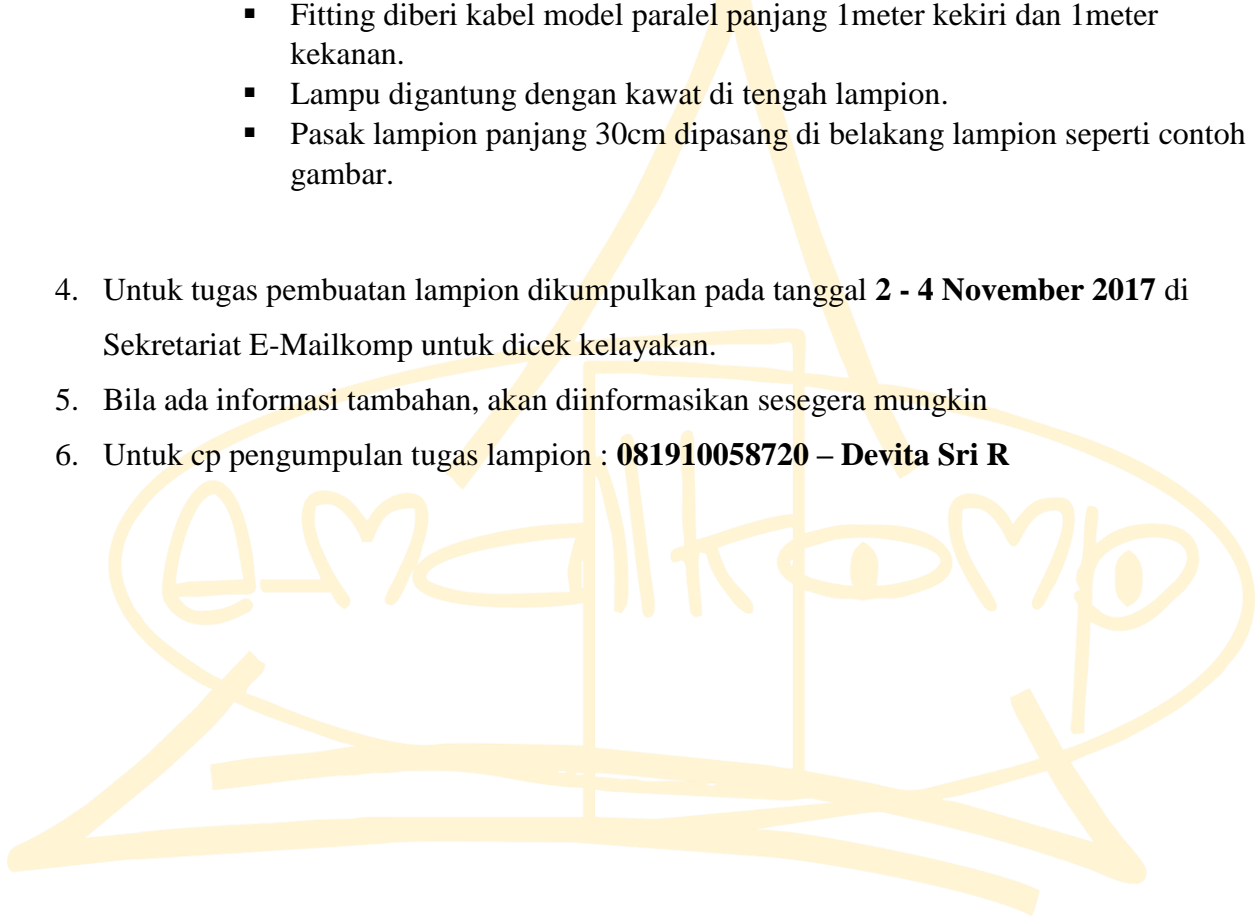 ▪ Fitting diberi kabel model paralel panjang 1meter kekiri dan 1meter
kekanan.
▪ Lampu digantung dengan kawat di tengah lampion.
▪ Pasak lampion panjang 30cm dipasang di belakang lampion seperti contoh
gambar.
4. Untuk tugas pembuatan lampion dikumpulkan pada tanggal 2 - 4 November 2017 di
Sekretariat E-Mailkomp untuk dicek kelayakan.
5. Bila ada informasi tambahan, akan diinformasikan sesegera mungkin
6. Untuk cp pengumpulan tugas lampion : 081910058720 – Devita Sri R
e-mailkomp